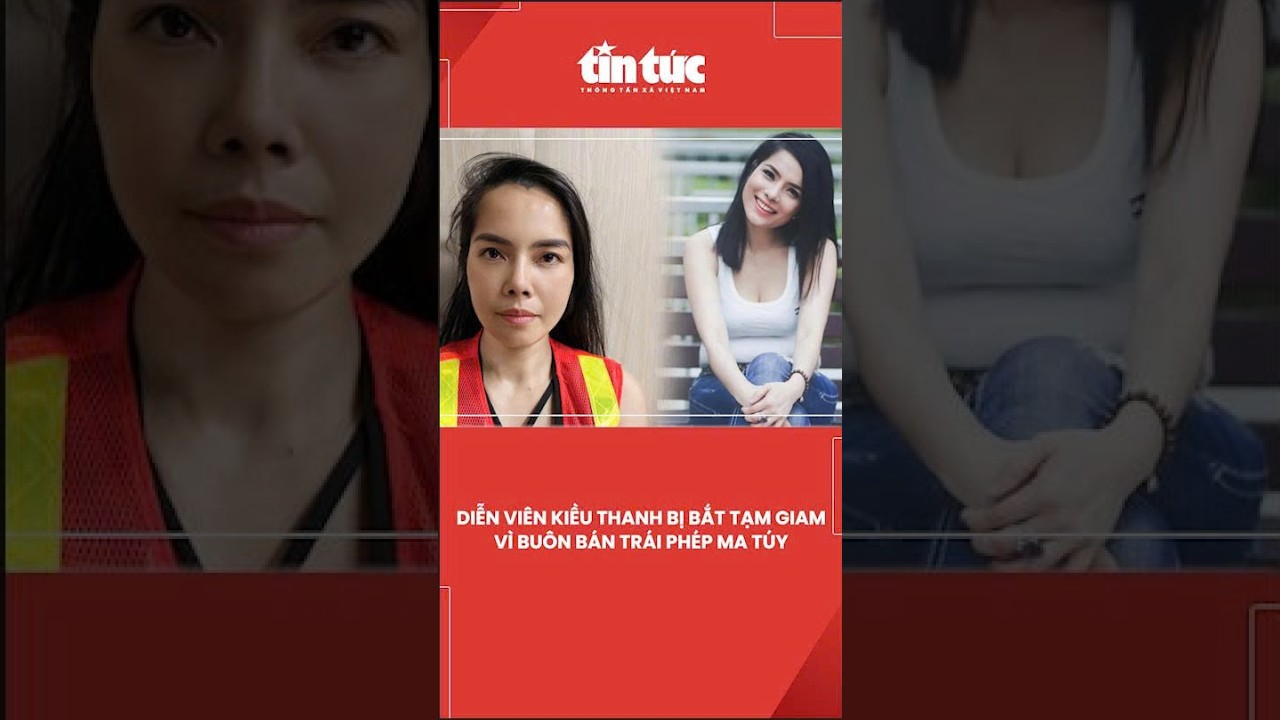 tin tức
THÔNG TẤN XÃ VIỆT NAM
DIỄN VIÊN KIỀU THANH BỊ BẮT TẠM GIAM
VÌ BUÔN BÁN TRÁI PHÉP MA TÚY